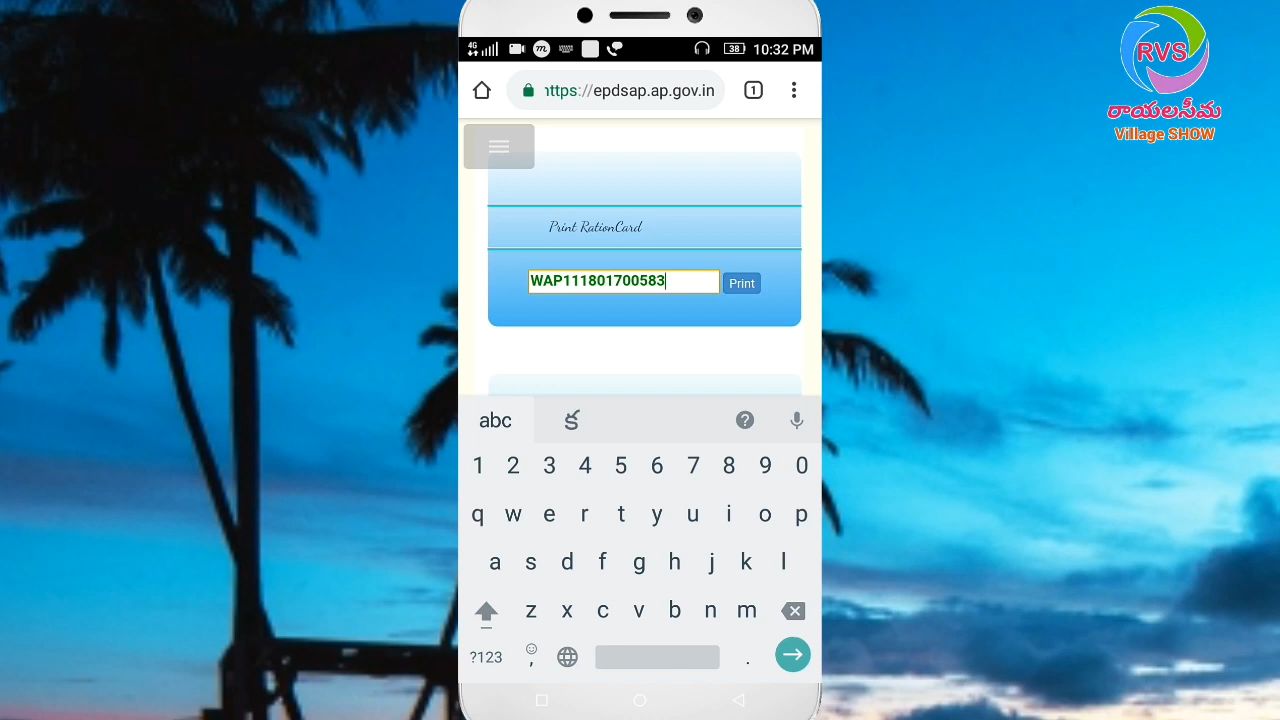 4G 38 10:32 PM
https://epdsap.ap.gov.in 1
RVS
రాయలసీమ
Village SHOW
Print RationCard
WAP111801700583 Print
abc క ?
1 2 3 4 5 6 7 8 9 0
q w e r t y u i o p
a s d f g h j k l
z x c v b n m
?123 , .